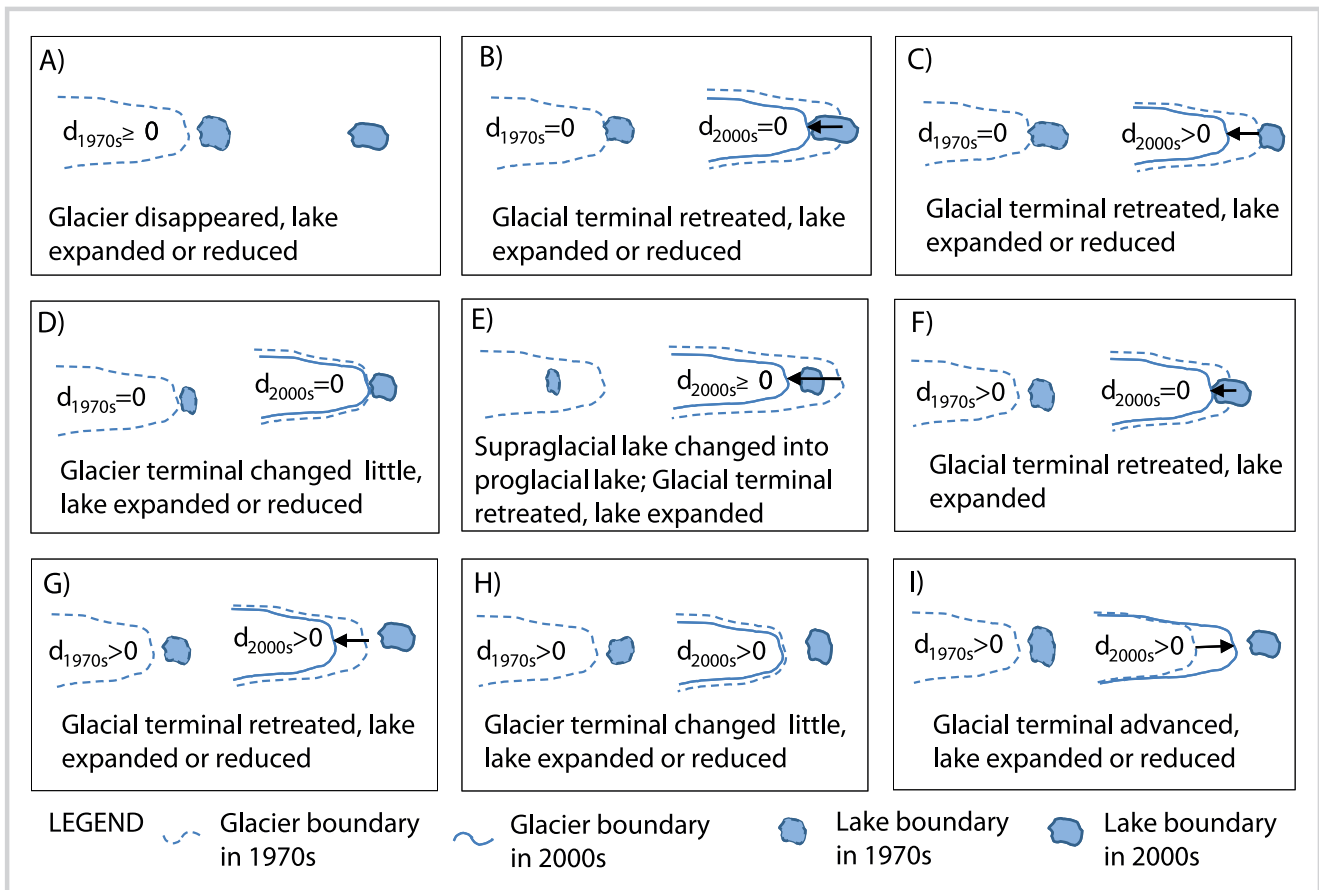 A)
d1970s≥ 0
Glacier disappeared, lake
expanded or reduced
B)
d1970s=0
d2000s=0
Glacial terminal retreated, lake
expanded or reduced
C)
d1970s=0
d2000s>0
Glacial terminal retreated, lake
expanded or reduced
D)
d1970s=0
d2000s=0
Glacier terminal changed little,
lake expanded or reduced
E)
d2000s≥ 0
Supraglacial lake changed into
proglacial lake; Glacial terminal
retreated, lake expanded
F)
d1970s>0
d2000s=0
Glacial terminal retreated, lake
expanded
G)
d1970s>0
d2000s>0
Glacial terminal retreated, lake
expanded or reduced
H)
d1970s>0
d2000s>0
Glacier terminal changed little,
lake expanded or reduced
I)
d1970s>0
d2000s>0
Glacial terminal advanced,
lake expanded or reduced
LEGEND
Glacier boundary
in 1970s
Glacier boundary
in 2000s
Lake boundary
in 1970s
Lake boundary
in 2000s